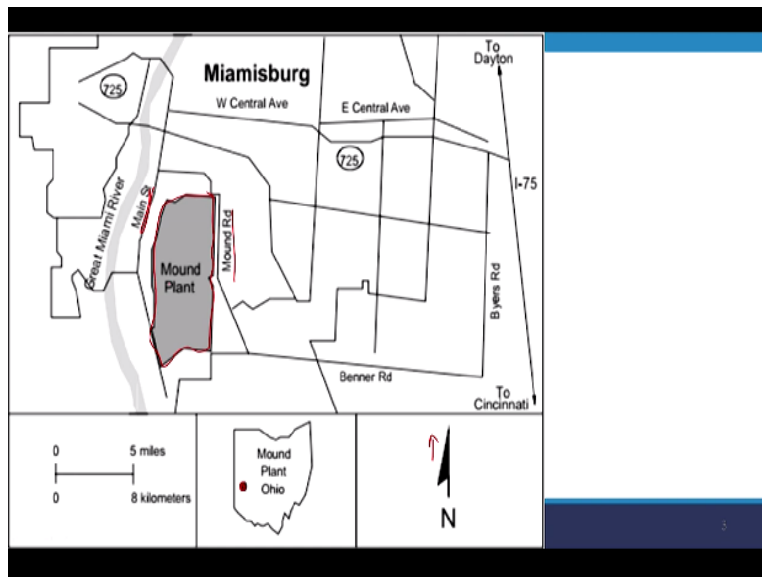 To
Dayton
Miamisburg
725
W Central Ave
E Central Ave
725
I-75
Great Miami River
Main St
Mound Rd
Mound
Plant
Byers Rd
Benner Rd
To
Cincinnati
0 5 miles
0 8 kilometers
Mound
Plant
Ohio
N
3